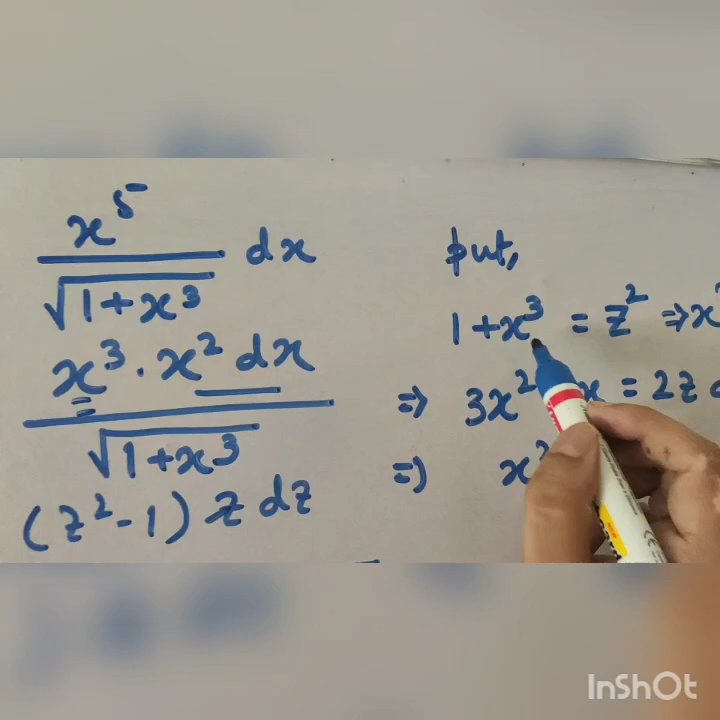 x⁵
dx
√1+x³
x³ . x² dx
√1+x³
(z²-1) z dz
put,
1+x³ = z² ⇒ x
⇒ 3x² x = 2z
⇒ x²
InShOt